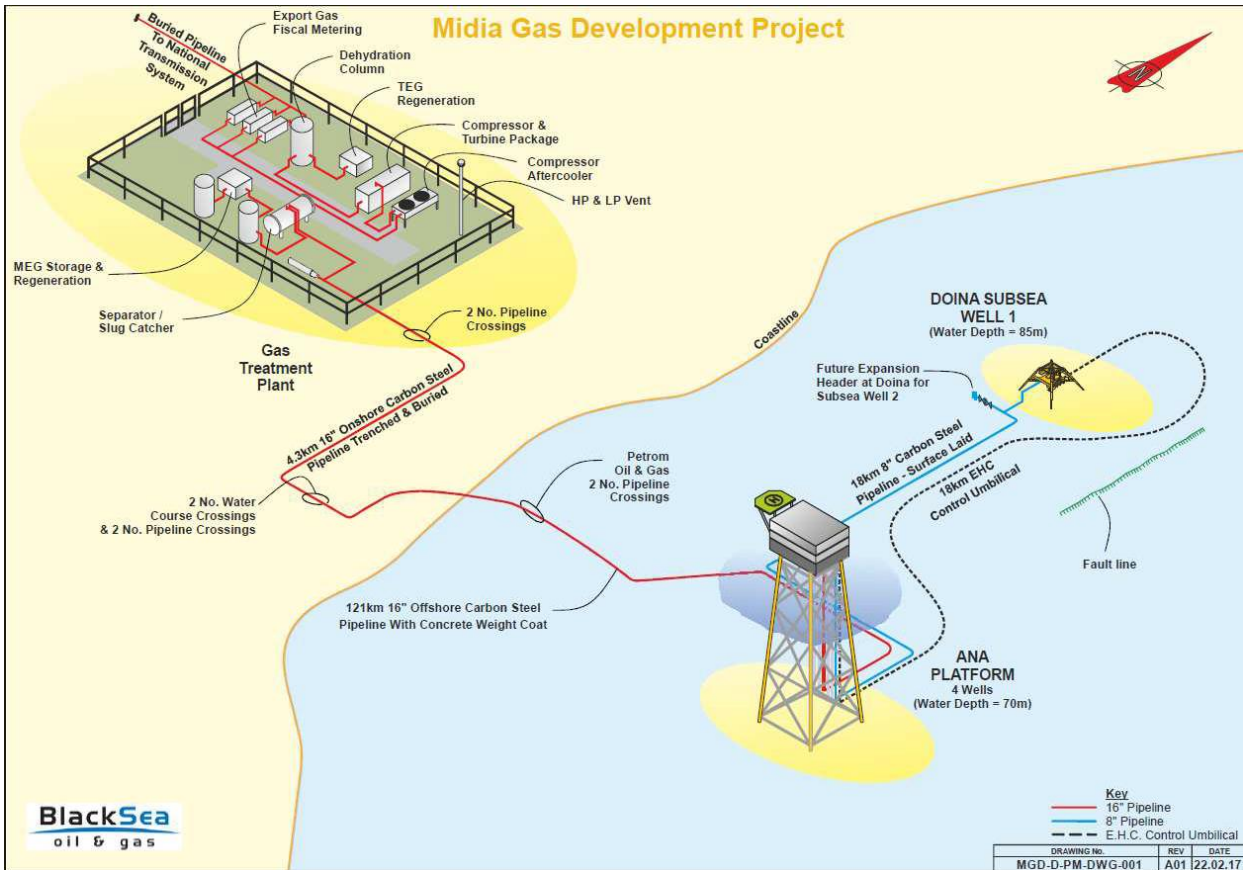 Midia Gas Development Project
Buried Pipeline
To National
Transmission
System
Export Gas
Fiscal Metering
Dehydration
Column
TEG
Regeneration
Compressor &
Turbine Package
Compressor
Aftercooler
HP & LP Vent
N
MEG Storage &
Regeneration
Separator /
Slug Catcher
Gas
Treatment
Plant
2 No. Pipeline
Crossings
4.3km 16" Onshore Carbon Steel
Pipeline Trenched & Buried
2 No. Water
Course Crossings
& 2 No. Pipeline Crossings
Coastline
Petrom
Oil & Gas
2 No. Pipeline
Crossings
121km 16" Offshore Carbon Steel
Pipeline With Concrete Weight Coat
DOINA SUBSEA
WELL 1
(Water Depth = 85m)
Future Expansion
Header at Doina for
Subsea Well 2
18km 8" Carbon Steel
Pipeline - Surface Laid
18km EHC
Control Umbilical
Fault line
H
ANA
PLATFORM
4 Wells
(Water Depth = 70m)
BlackSea
oil & gas
Key
16" Pipeline
8" Pipeline
E.H.C. Control Umbilical
DRAWING No. REV DATE
MGD-D-PM-DWG-001 A01 22.02.17